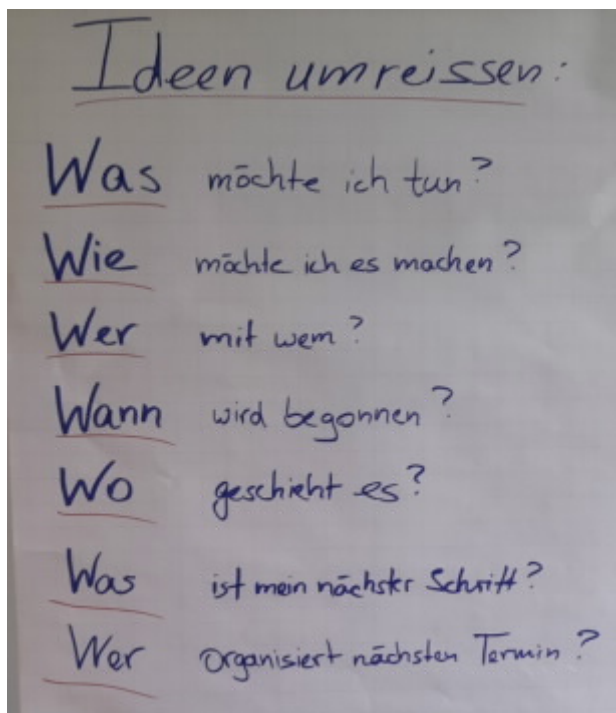 Ideen umreissen:
Was möchte ich tun?
Wie möchte ich es machen?
Wer mit wem?
Wann wird begonnen?
Wo geschieht es?
Was ist mein nächster Schritt?
Wer organisiert nächsten Termin?